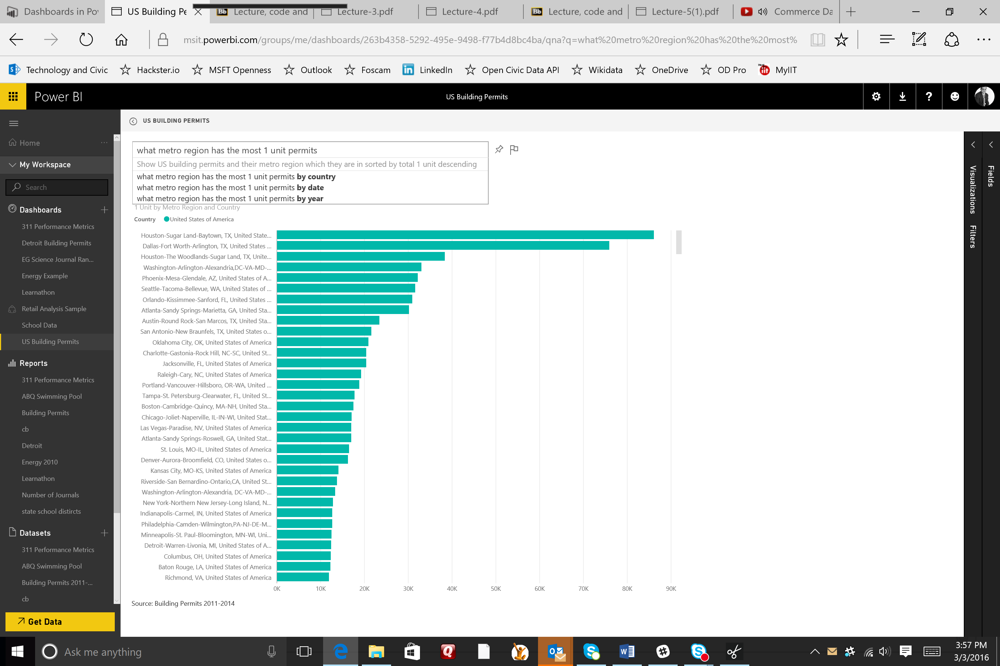 Dashboards in Po
US Building Pe
Bb Lecture, code and
Lecture-3.pdf
Lecture-4.pdf
Bb Lecture, code and
Lecture-5(1).pdf
Commerce Da
msit.powerbi.com/groups/me/dashboards/263b4358-5292-495e-9498-f77b4d8bc4ba/qna?q=what%20metro%20region%20has%20the%20most%
Technology and Civic
Hackster.io
MSFT Openness
Outlook
Foscam
LinkedIn
Open Civic Data API
Wikidata
OneDrive
OD Pro
MyIIT
Power BI
US Building Permits
US BUILDING PERMITS
Home
My Workspace
Search
Dashboards
311 Performance Metrics
Detroit Building Permits
EG Science Journal Ran...
Energy Example
Learnathon
Retail Analysis Sample
School Data
US Building Permits
Reports
311 Performance Metrics
ABQ Swimming Pool
Building Permits
cb
Detroit
Energy 2010
Learnathon
Number of Journals
state school distircts
Datasets
311 Performance Metrics
ABQ Swimming Pool
Building Permits 2011-...
cb
Get Data
what metro region has the most 1 unit permits
Show US building permits and their metro region which they are in sorted by total 1 unit descending
what metro region has the most 1 unit permits by country
what metro region has the most 1 unit permits by date
what metro region has the most 1 unit permits by year
1 Unit by Metro Region and Country
Country United States of America
Houston-Sugar Land-Baytown, TX, United State...
Dallas-Fort Worth-Arlington, TX, United States ...
Houston-The Woodlands-Sugar Land, TX, Unite...
Washington-Arlington-Alexandria,DC-VA-MD-...
Phoenix-Mesa-Glendale, AZ, United States of A...
Seattle-Tacoma-Bellevue, WA, United States of ...
Orlando-Kissimmee-Sanford, FL, United States ...
Atlanta-Sandy Springs-Marietta, GA, United Sta...
Austin-Round Rock-San Marcos, TX, United Sta...
San Antonio-New Braunfels, TX, United States o...
Oklahoma City, OK, United States of America
Charlotte-Gastonia-Rock Hill, NC-SC, United St...
Jacksonville, FL, United States of America
Raleigh-Cary, NC, United States of America
Portland-Vancouver-Hillsboro, OR-WA, United ...
Tampa-St. Petersburg-Clearwater, FL, United St...
Boston-Cambridge-Quincy, MA-NH, United Sta...
Chicago-Joliet-Naperville, IL-IN-WI, United Stat...
Las Vegas-Paradise, NV, United States of America
Atlanta-Sandy Springs-Roswell, GA, United Stat...
St. Louis, MO-IL, United States of America
Denver-Aurora-Broomfield, CO, United States o...
Kansas City, MO-KS, United States of America
Riverside-San Bernardino-Ontario,CA, United St...
Washington-Arlington-Alexandria, DC-VA-MD-...
New York-Northern New Jersey-Long Island, N...
Indianapolis-Carmel, IN, United States of America
Philadelphia-Camden-Wilmington,PA-NJ-DE-M...
Minneapolis-St. Paul-Bloomington, MN-WI, Uni...
Detroit-Warren-Livonia, MI, United States of A...
Columbus, OH, United States of America
Baton Rouge, LA, United States of America
Richmond, VA, United States of America
0K 10K 20K 30K 40K 50K 60K 70K 80K 90K
Source: Building Permits 2011-2014
Visualizations
Filters
Fields
Ask me anything
3:57 PM
3/3/2016